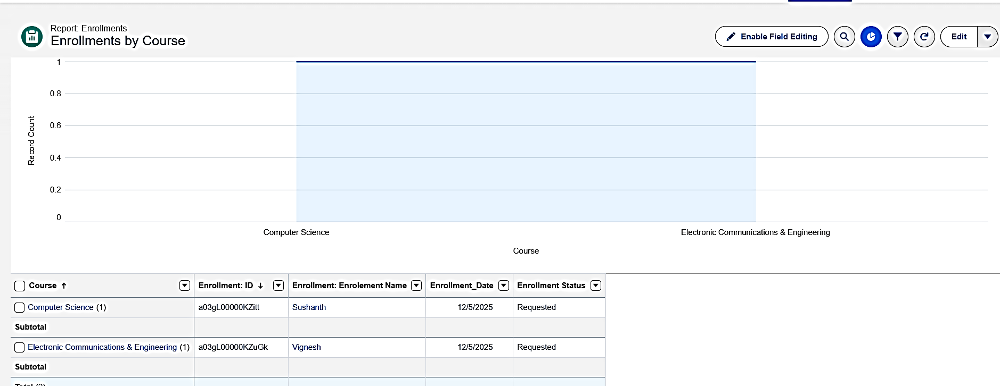 Report: Enrollments
Enrollments by Course
Enable Field Editing
Edit
1
0.8
0.6
0.4
0.2
0
Record Count
Computer Science
Electronic Communications & Engineering
Course
Course ↑ Enrollment: ID ↓ Enrollment: Enrolement Name Enrollment_Date Enrollment Status
Computer Science (1) a03gL00000KZitt Sushanth 12/5/2025 Requested
Subtotal
Electronic Communications & Engineering (1) a03gL00000KZuGk Vignesh 12/5/2025 Requested
Subtotal
Total (2)